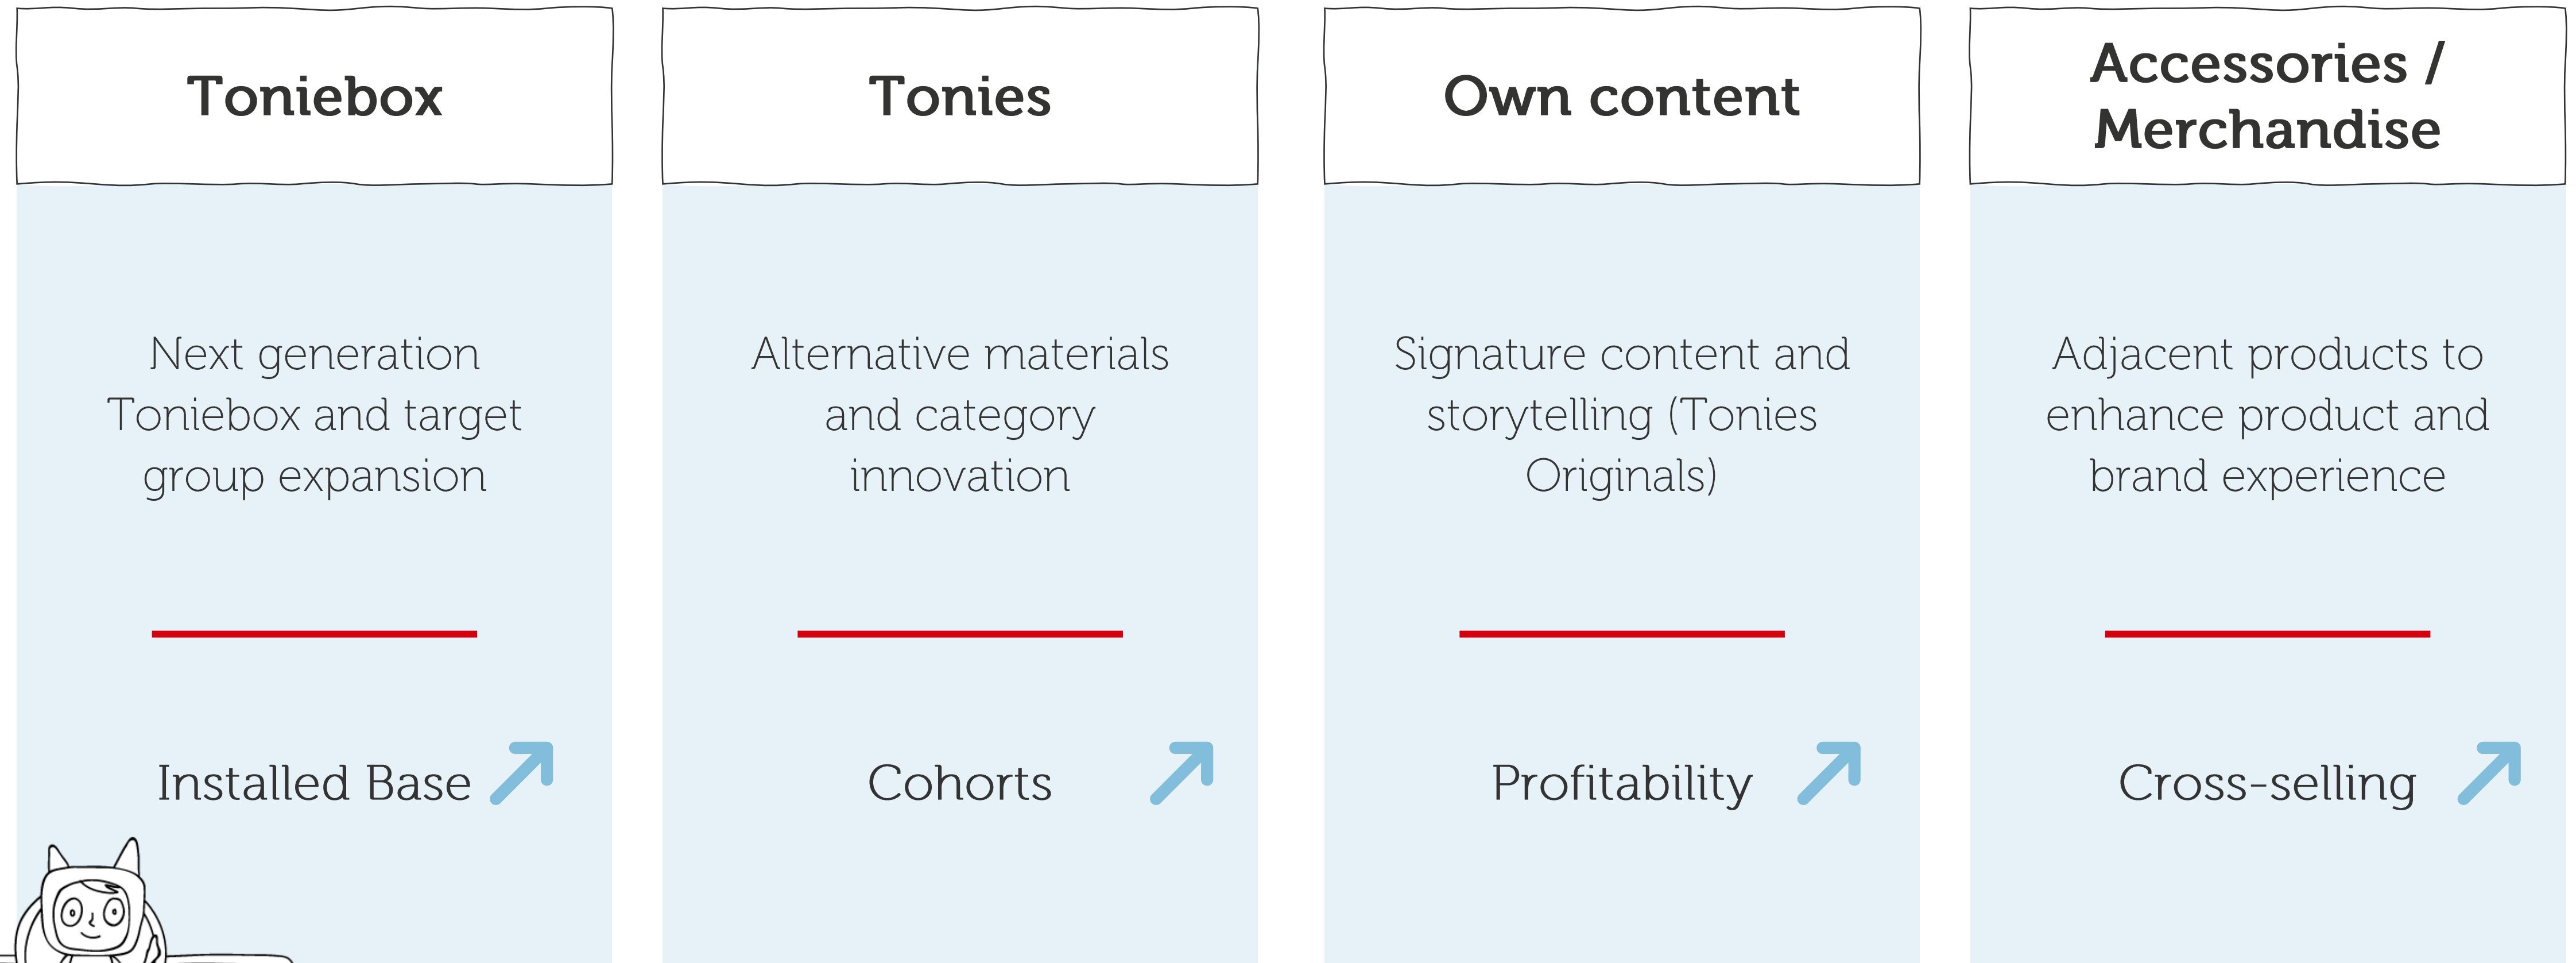 Toniebox
Next generation
Toniebox and target
group expansion
Installed Base
Tonies
Alternative materials
and category
innovation
Cohorts
Own content
Signature content and
storytelling (Tonies
Originals)
Profitability
Accessories /
Merchandise
Adjacent products to
enhance product and
brand experience
Cross-selling